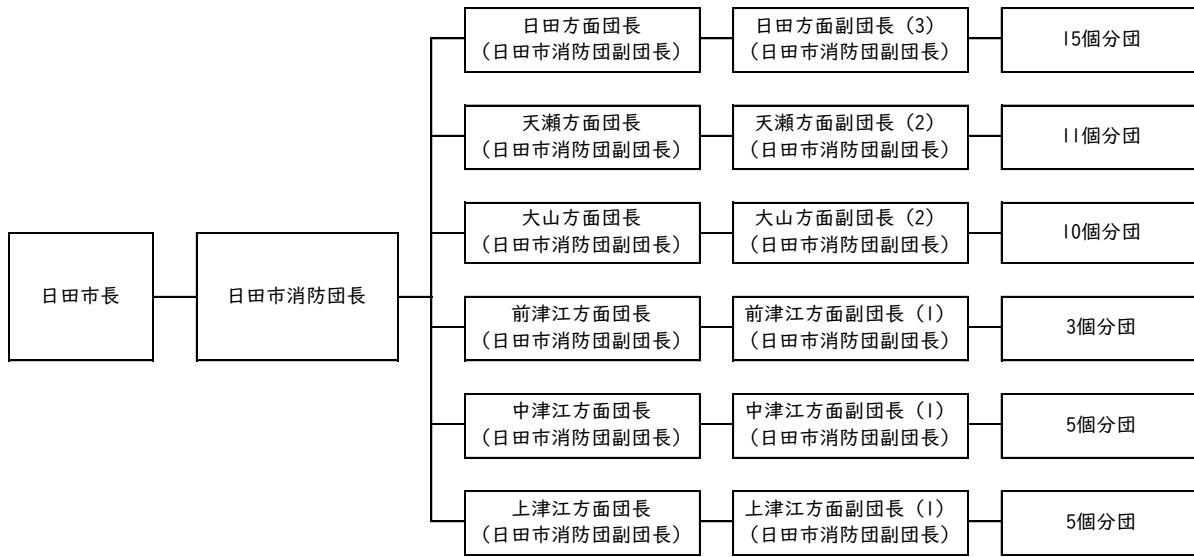 日田市長
日田市消防団長
日田方面団長
(日田市消防団副団長)
日田方面副団長(3)
(日田市消防団副団長)
15個分団
天瀬方面団長
(日田市消防団副団長)
天瀬方面副団長(2)
(日田市消防団副団長)
11個分団
大山方面団長
(日田市消防団副団長)
大山方面副団長(2)
(日田市消防団副団長)
10個分団
前津江方面団長
(日田市消防団副団長)
前津江方面副団長(1)
(日田市消防団副団長)
3個分団
中津江方面団長
(日田市消防団副団長)
中津江方面副団長(1)
(日田市消防団副団長)
5個分団
上津江方面団長
(日田市消防団副団長)
上津江方面副団長(1)
(日田市消防団副団長)
5個分団